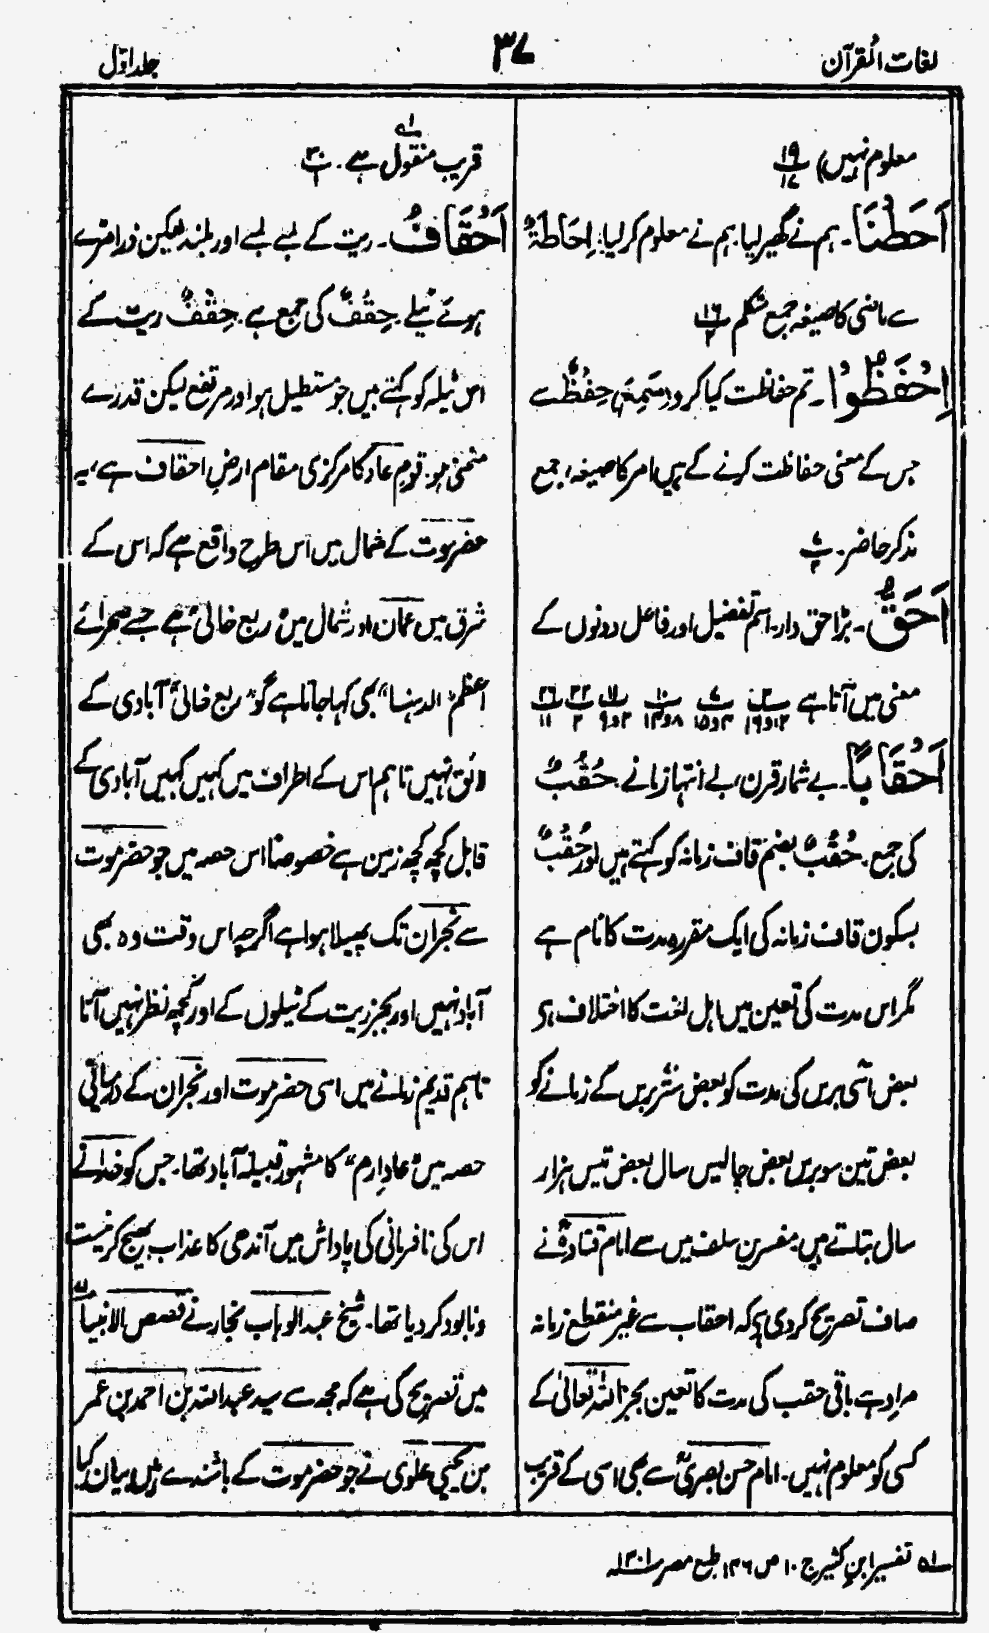 لغات القرآن
۳۷
جلد اوّل
معلوم نہیں) ۱۹/۱۷
اَحَطْنَا۔ ہم نے گھیر لیا، ہم نے معلوم کر لیا، اِحَاطَۃٌ
سے ماضی کا صیغہ جمع متکلم ۱۶/۲
اِحْفَظُوْا۔ تم حفاظت کیا کرو (سَمِعَ) حِفْظٌ سے
جس کے معنی حفاظت کرنے کے ہیں امر کا صیغہ، جمع
مذکر حاضر۔ ۷/۲
اَحَقُّ۔ بڑا حق دار۔ اسم تفضیل اور فاعل دونوں کے
معنی میں آتا ہے
اَحْقَابًا۔ بے شمار قرن، بے انتہا زمانے۔ حُقُبٌ
کی جمع۔ حُقُبٌ بضم قاف زمانہ کو کہتے ہیں اور حُقْبٌ
بسکون قاف زمانہ کی ایک مقررہ مدت کا نام ہے
مگر اس مدت کی تعین میں اہل لغت کا اختلاف ہے
بعض اسّی برس کی مدت کو بعض ستّر برس کے زمانے کو
بعض تین سو برس بعض چالیس سال بعض تیس ہزار
سال بتلاتے ہیں مفسرین سلف میں سے امام قتادہؒ نے
صاف تصریح کر دی ہے کہ احقاب سے غیر منقطع زمانہ
مراد ہے باقی حقب کی مدت کا تعین بجز اللہ تعالیٰ کے
کسی کو معلوم نہیں۔ امام حسن بصریؒ سے بھی اسی کے قریب
قریب منقول ہے۔ ۱؎ ۳۰/۱
اَحْقَافُ۔ ریت کے لمبے لمبے اور بلند لیکن ذرا مڑے
ہوئے ٹیلے۔ حِقْفٌ کی جمع ہے۔ حِقْفٌ ریت کے
اس ٹیلہ کو کہتے ہیں جو مستطیل ہو اور مرتفع لیکن قدرے
منحنی ہو۔ قوم عاد کا مرکزی مقام ارضِ احقاف ہے، یہ
حضرموت کے شمال میں اس طرح واقع ہے کہ اس کے
شرق میں عمان اور شمال میں "ربع خالی" ہے جسے صحرائے
اعظم "الدہنا" بھی کہا جاتا ہے گو "ربع خالی" آبادی کے
لائق نہیں تاہم اس کے اطراف میں کہیں کہیں آبادی کے
قابل کچھ کچھ زمین ہے خصوصاً اس حصہ میں جو حضرموت
سے نجران تک پھیلا ہوا ہے اگرچہ اس وقت وہ بھی
آباد نہیں اور بجز ریت کے ٹیلوں کے اور کچھ نظر نہیں آتا
تاہم قدیم زمانے میں اسی حضرموت اور نجران کے درمیانی
حصہ میں "عاد ارم" کا مشہور قبیلہ آباد تھا۔ جس کو خدا نے
اس کی نافرمانی کی پاداش میں آندھی کا عذاب بھیج کر نیست
و نابود کر دیا تھا۔ شیخ عبدالوہاب نجار نے قصص الانبیاء
میں تصریح کی ہے کہ مجھ سے سید عبداللہ بن احمد بن عمر
بن یحییٰ علوی نے جو حضرموت کے باشندے ہیں بیان کیا
۱؎ تفسیر ابن کثیر ج ۱۰ ص ۱۴۶ طبع مصر ۱۳۰۱ھ